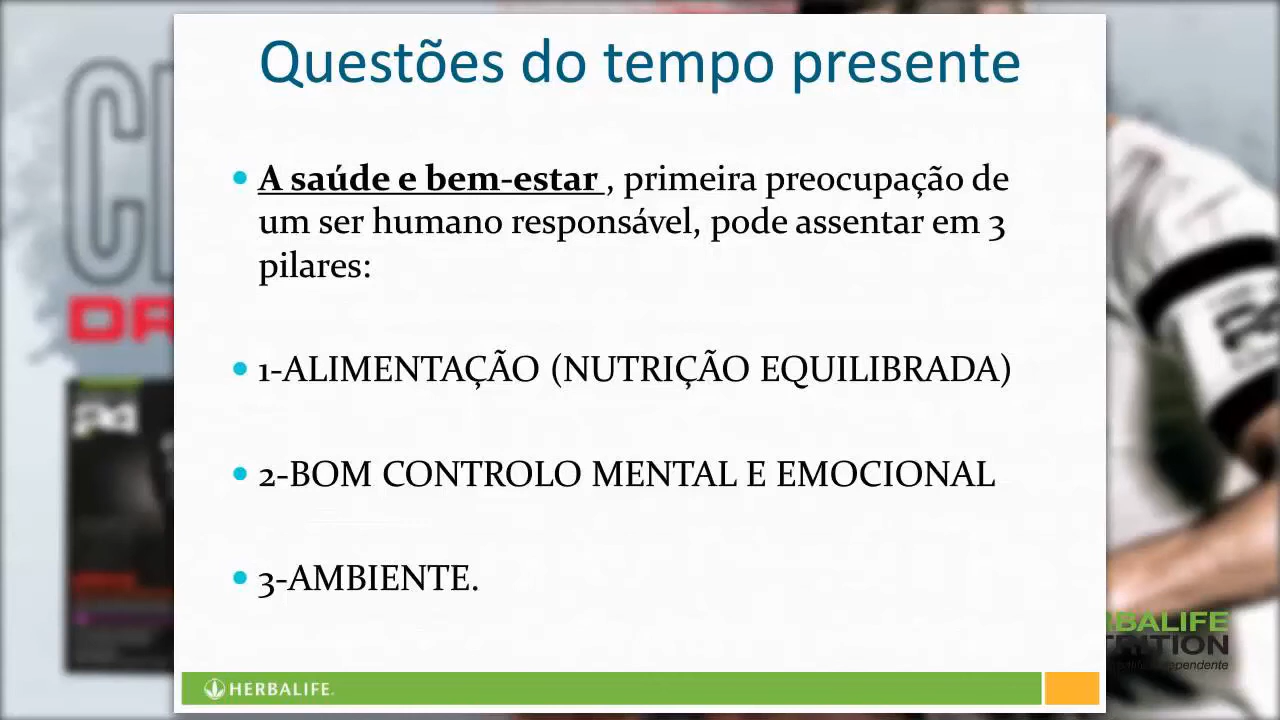 Questões do tempo presente
A saúde e bem-estar , primeira preocupação de
um ser humano responsável, pode assentar em 3
pilares:
1-ALIMENTAÇÃO (NUTRIÇÃO EQUILIBRADA)
2-BOM CONTROLO MENTAL E EMOCIONAL
3-AMBIENTE.
HERBALIFE